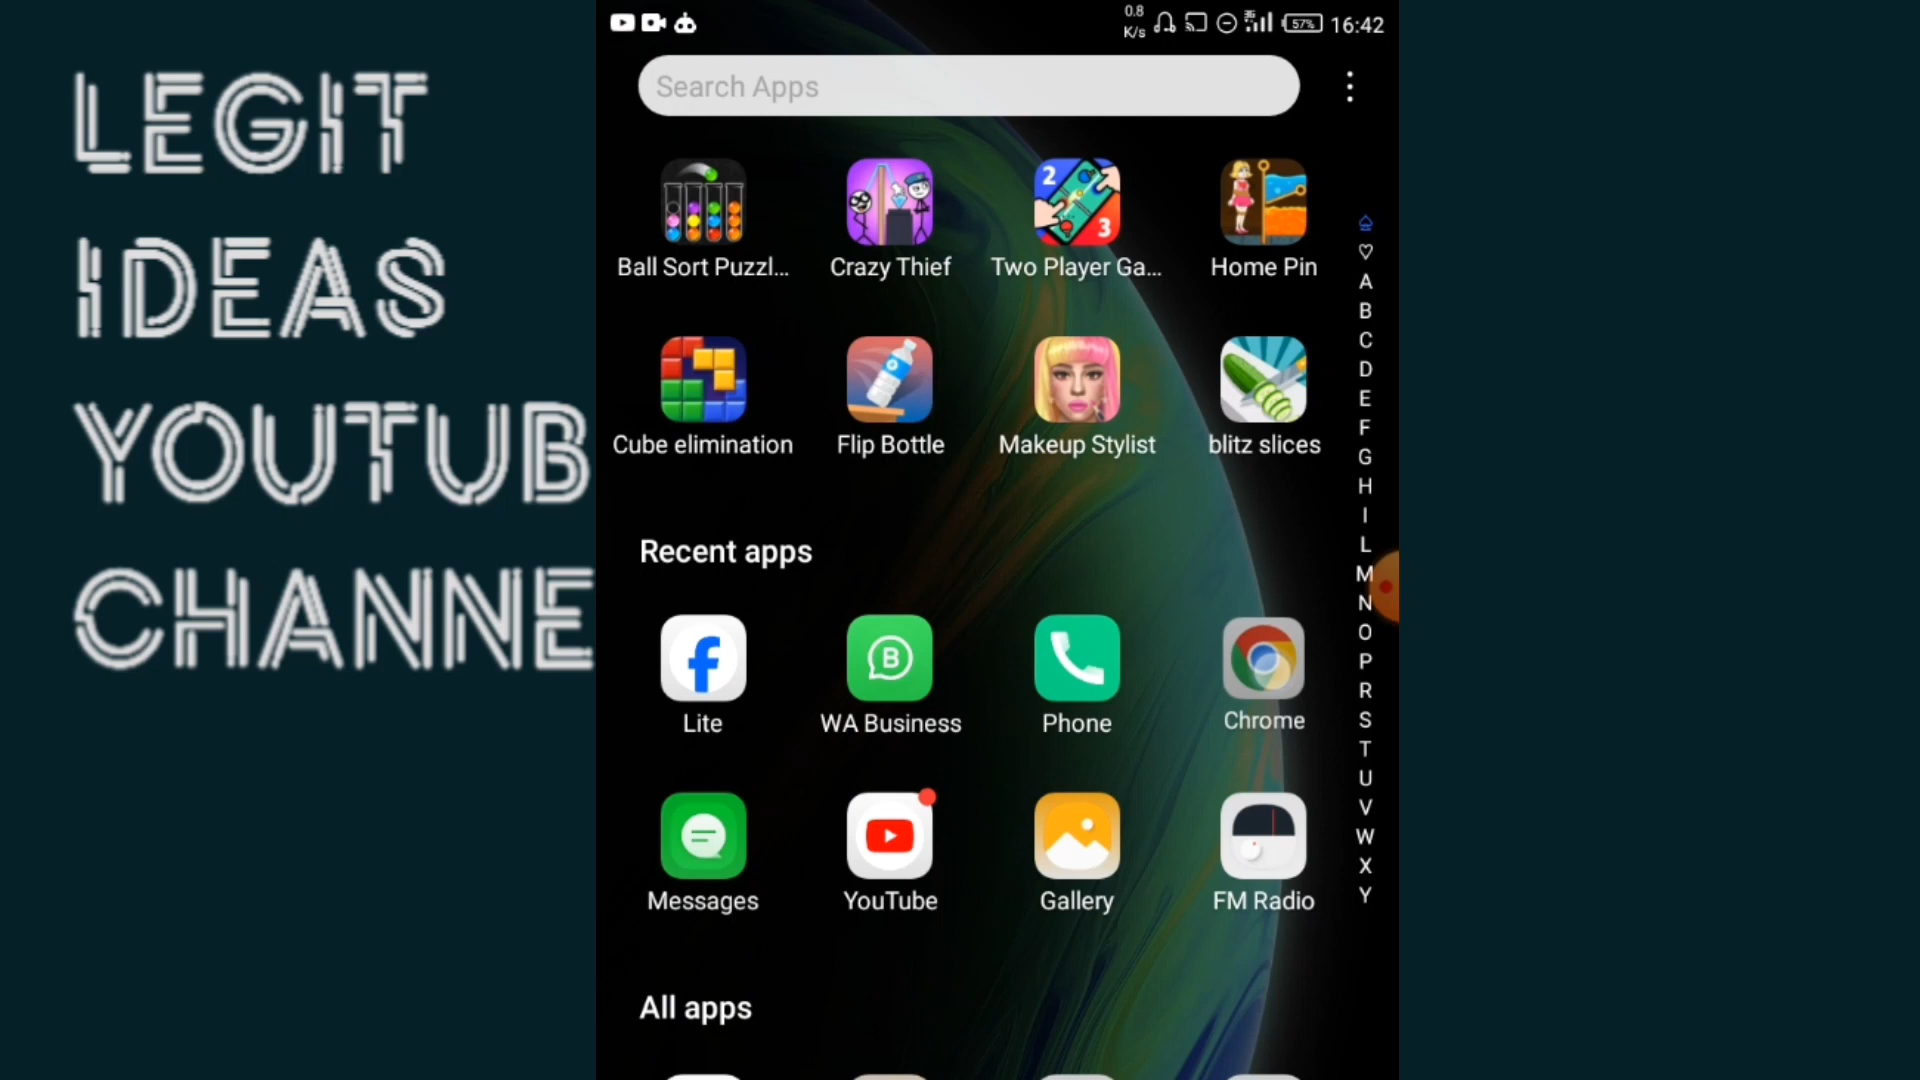 LEGIT
IDEAS
YOUTUB
CHANNE
0.8
K/s
57%
16:42
Search Apps
2
3
Ball Sort Puzzl...
Crazy Thief
Two Player Ga...
Home Pin
Cube elimination
Flip Bottle
Makeup Stylist
blitz slices
Recent apps
B
Lite
WA Business
Phone
Chrome
Messages
YouTube
Gallery
FM Radio
All apps
A
B
C
D
E
F
G
H
I
L
M
N
O
P
R
S
T
U
V
W
X
Y